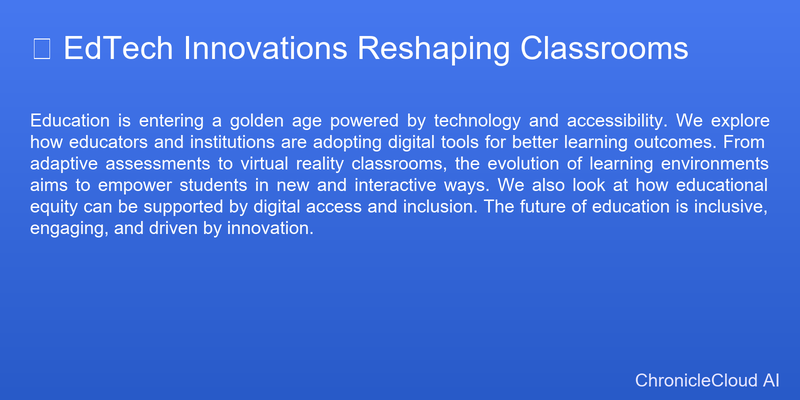 EdTech Innovations Reshaping Classrooms
Education is entering a golden age powered by technology and accessibility. We explore
how educators and institutions are adopting digital tools for better learning outcomes. From
adaptive assessments to virtual reality classrooms, the evolution of learning environments
aims to empower students in new and interactive ways. We also look at how educational
equity can be supported by digital access and inclusion. The future of education is inclusive,
engaging, and driven by innovation.
ChronicleCloud AI